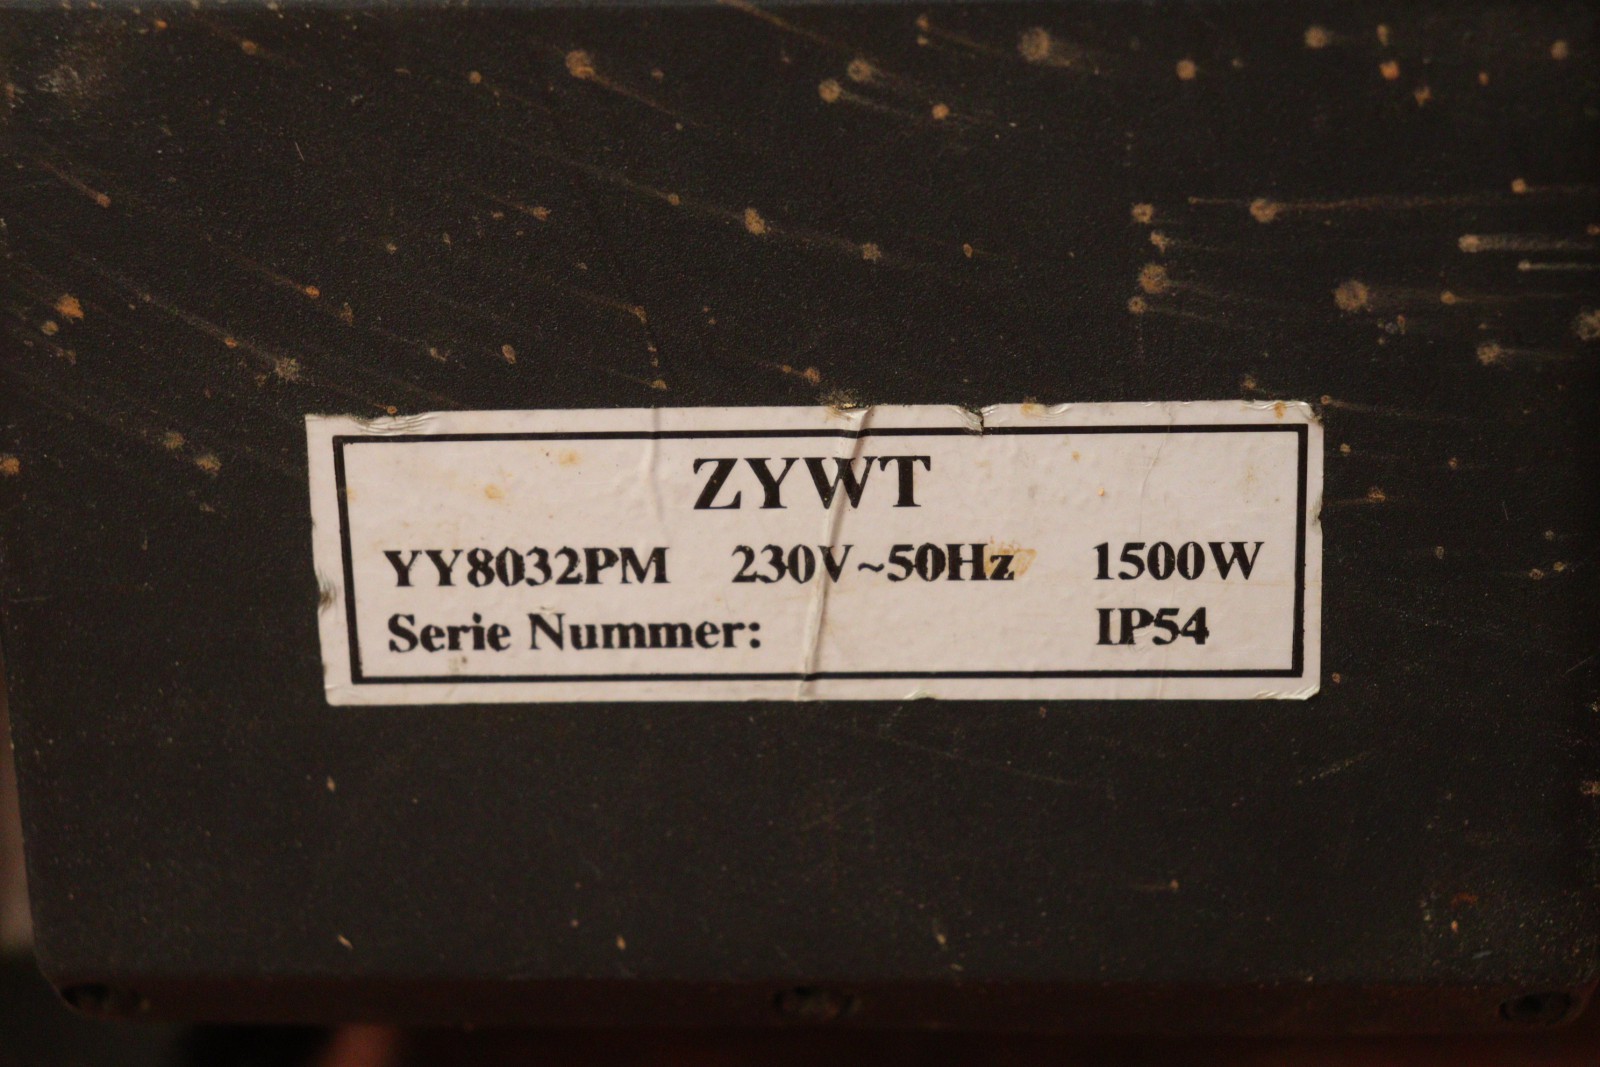 ZYWT
YY8032PM 230V~50Hz 1500W
Serie Nummer: IP54